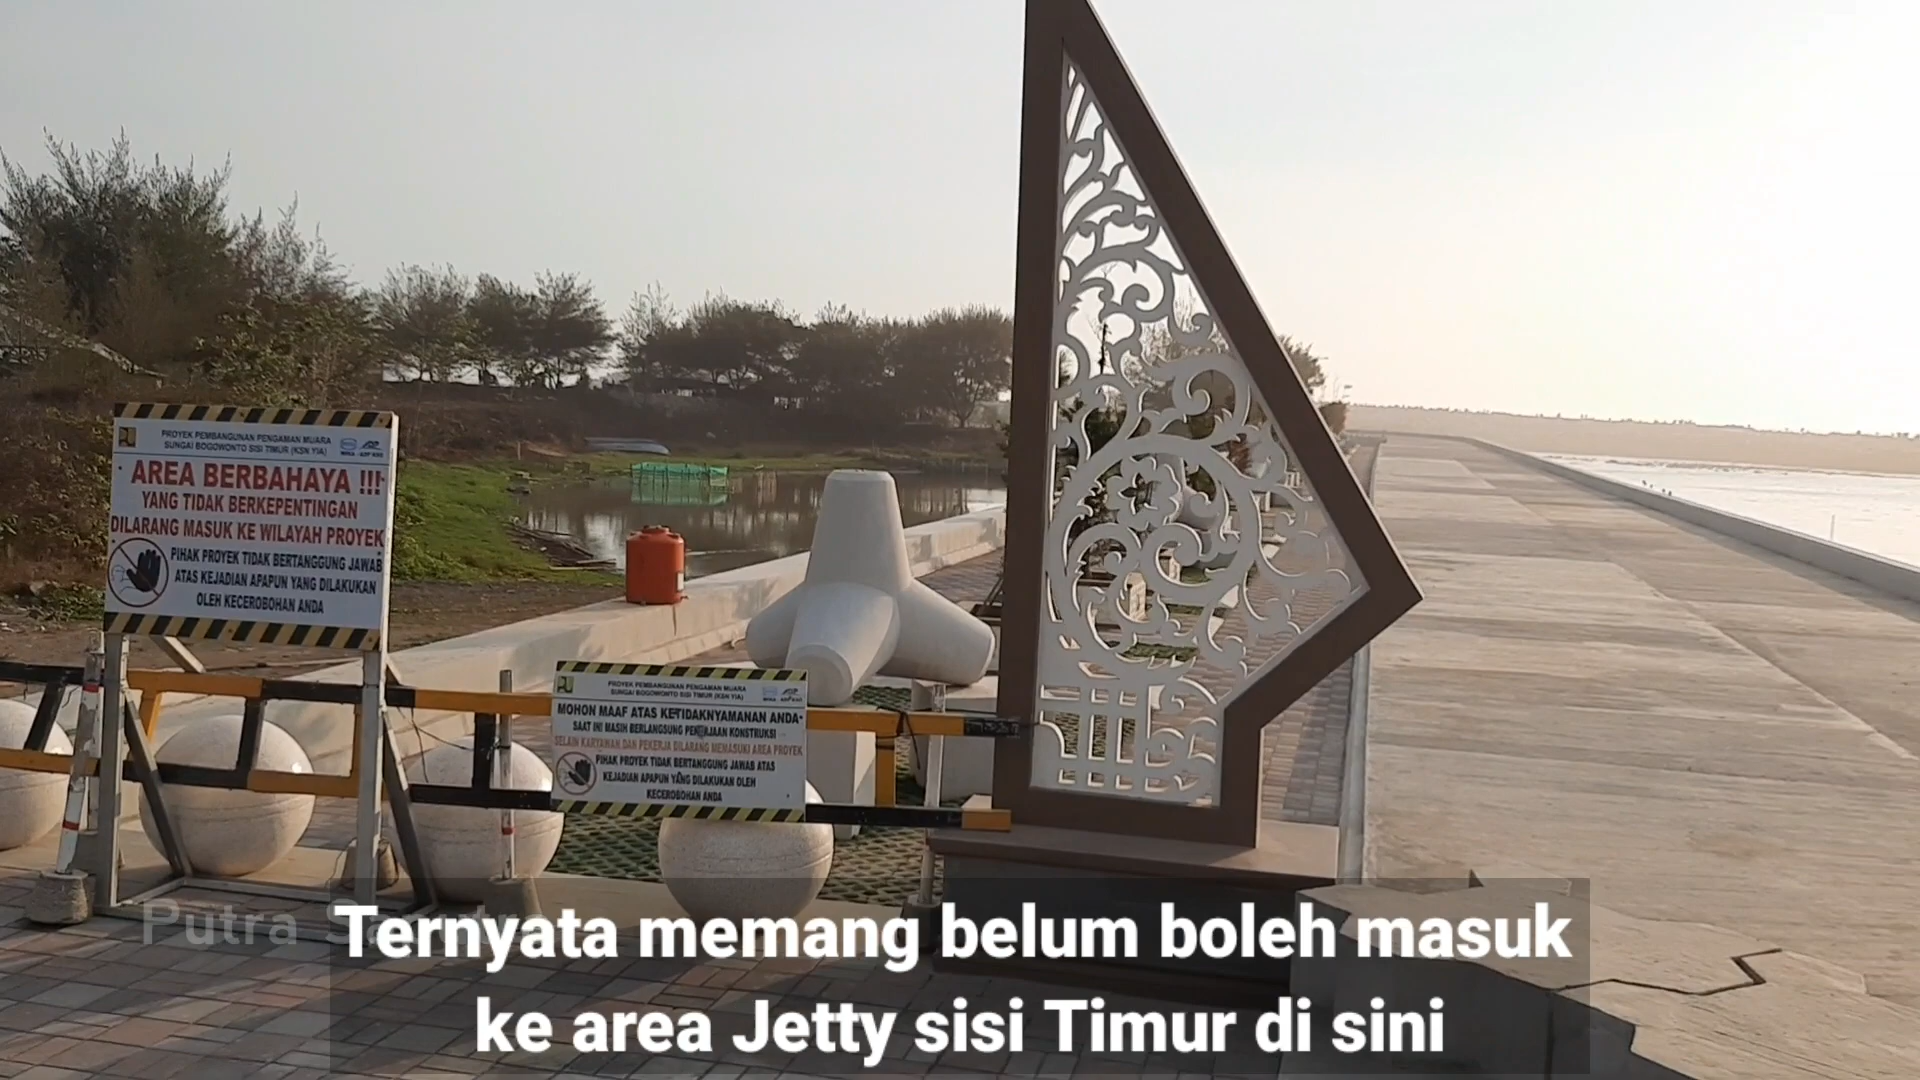 PROYEK PEMBANGUNAN PENGAMAN MUARA
SUNGAI BOGOWONTO SISI TIMUR (KSN YIA)
AREA BERBAHAYA !!!
YANG TIDAK BERKEPENTINGAN
DILARANG MASUK KE WILAYAH PROYEK
PIHAK PROYEK TIDAK BERTANGGUNG JAWAB
ATAS KEJADIAN APAPUN YANG DILAKUKAN
OLEH KECEROBOHAN ANDA
PROYEK PEMBANGUNAN PENGAMAN MUARA
SUNGAI BOGOWONTO SISI TIMUR (KSN YIA)
MOHON MAAF ATAS KETIDAKNYAMANAN ANDA
SAAT INI MASIH BERLANGSUNG PEKERJAAN KONSTRUKSI
SELAIN KARYAWAN DAN PEKERJA DILARANG MEMASUKI AREA PROYEK
PIHAK PROYEK TIDAK BERTANGGUNG JAWAB ATAS
KEJADIAN APAPUN YANG DILAKUKAN OLEH
KECEROBOHAN ANDA
Putra
Ternyata memang belum boleh masuk
ke area Jetty sisi Timur di sini